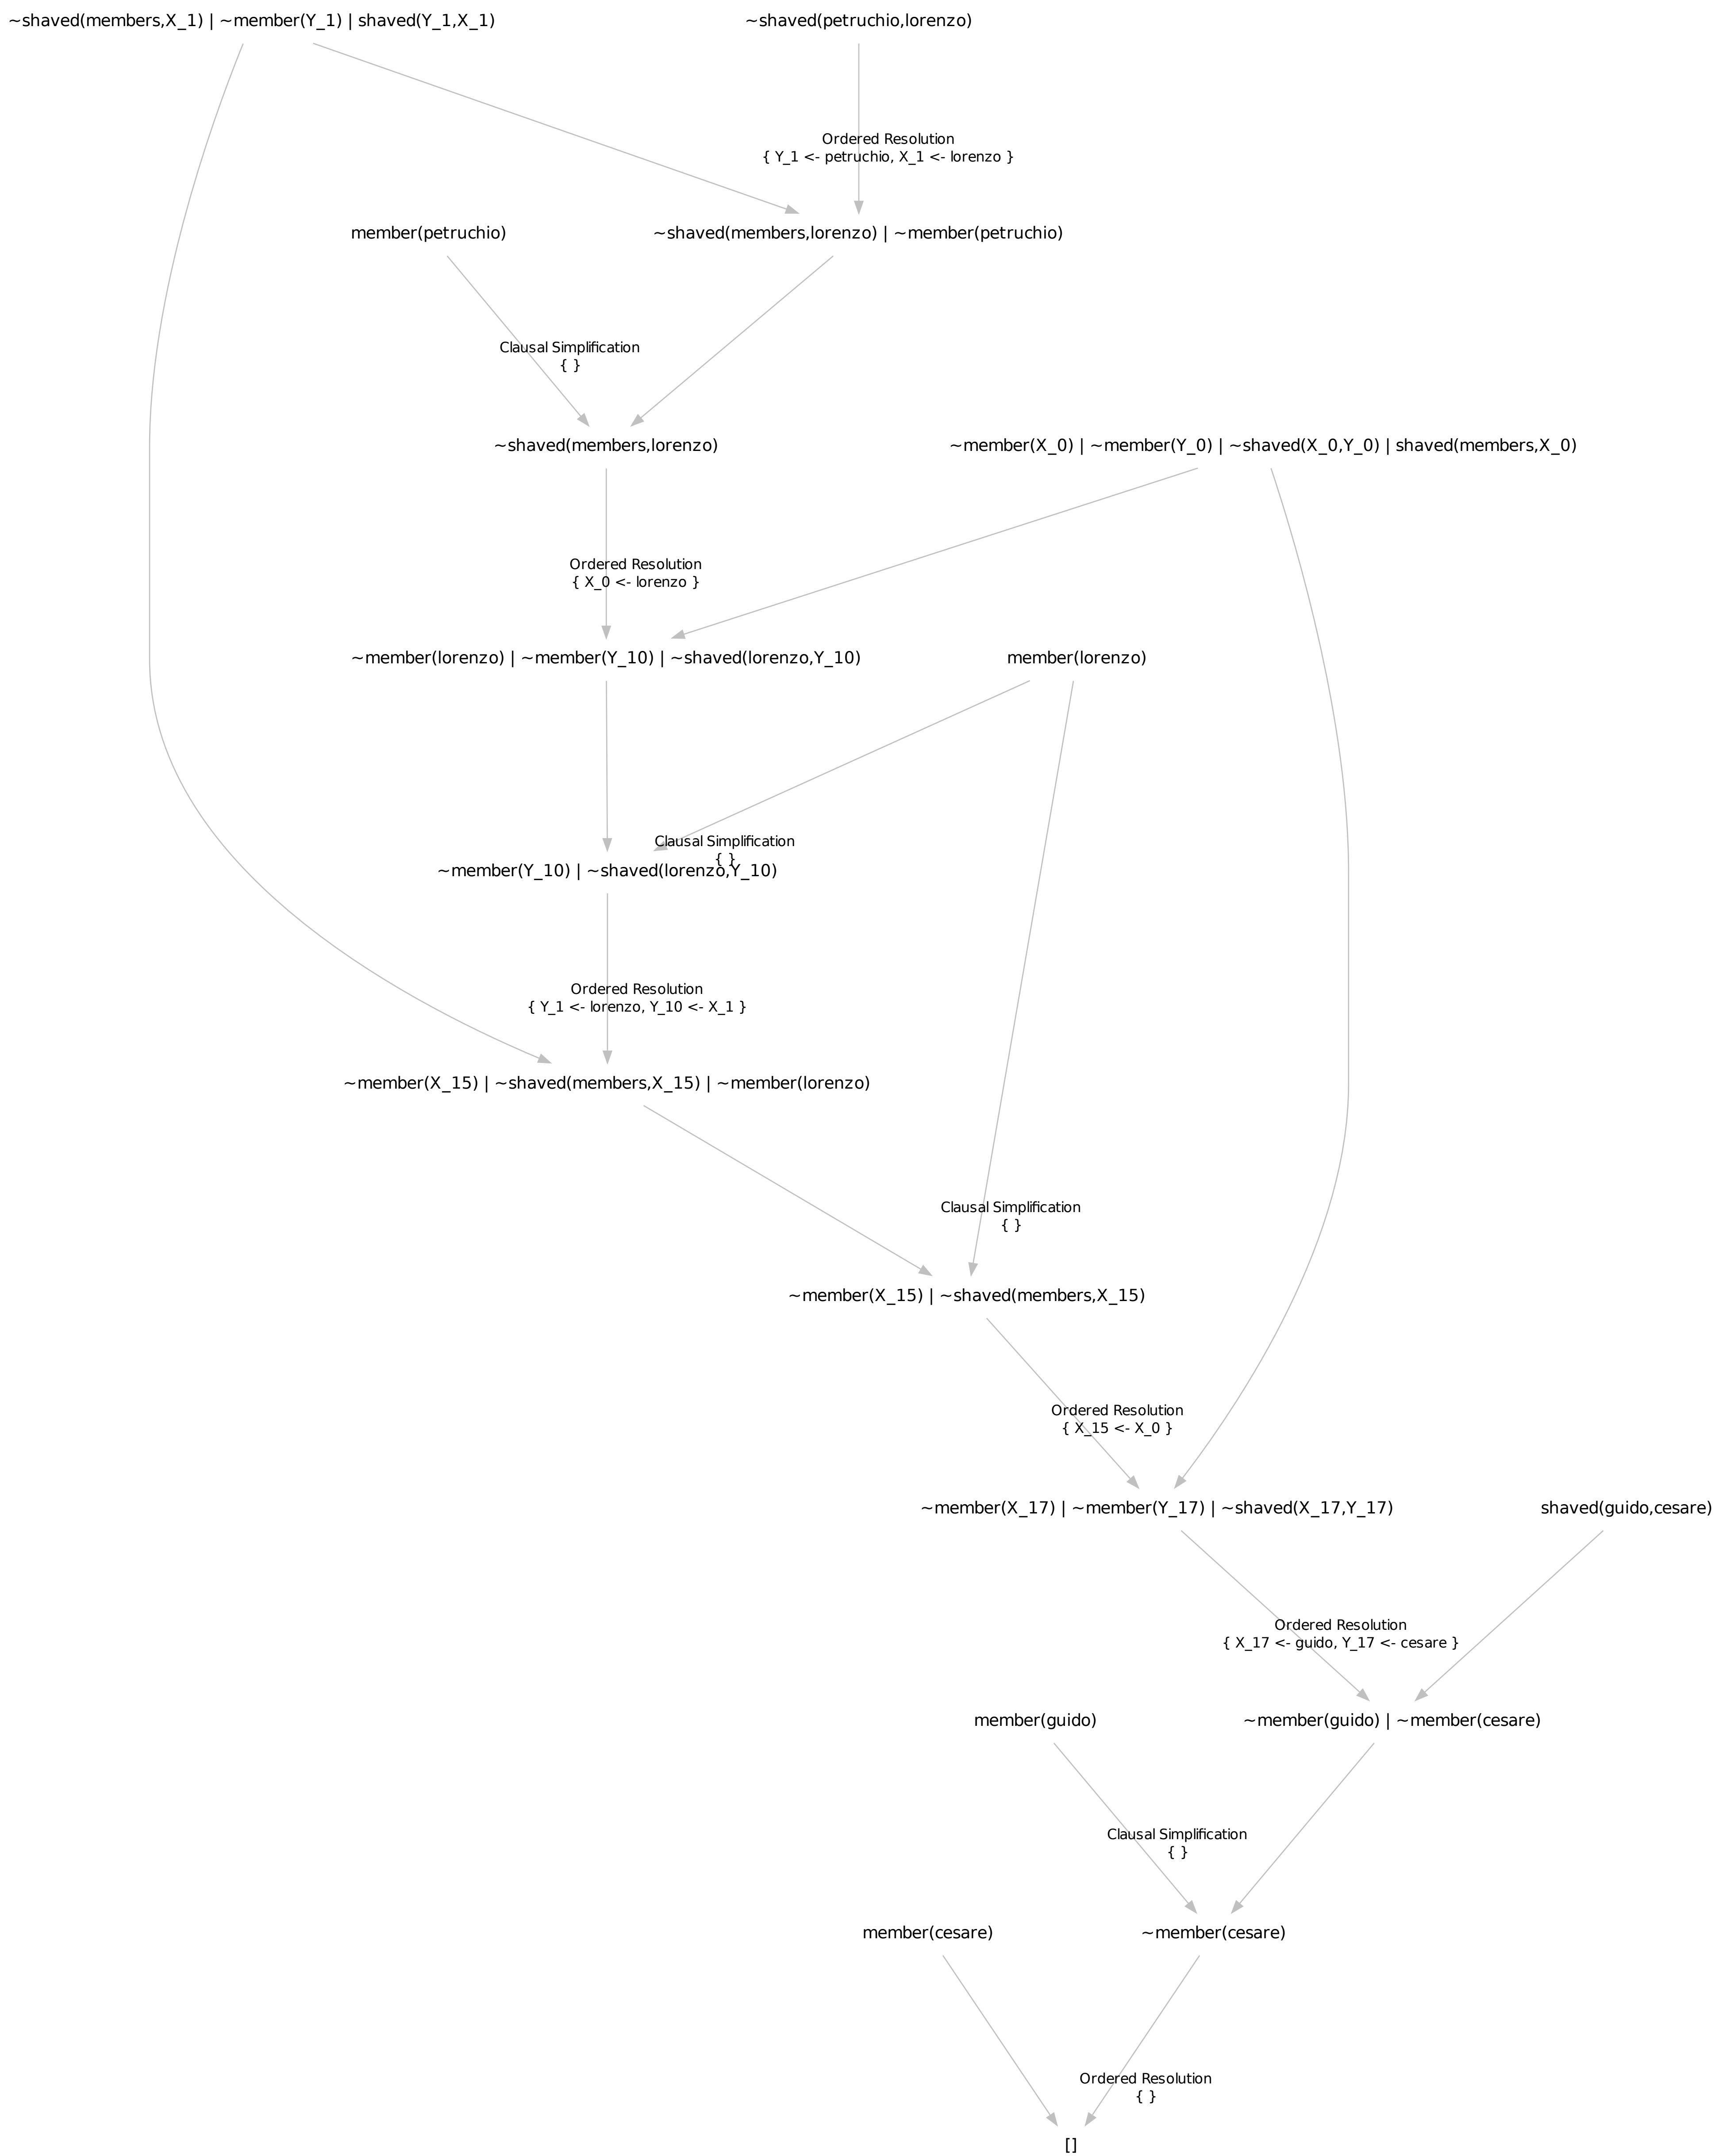 ~shaved(members,X_1) | ~member(Y_1) | shaved(Y_1,X_1)
~shaved(petruchio,lorenzo)
Ordered Resolution
{ Y_1 <- petruchio, X_1 <- lorenzo }
member(petruchio)
~shaved(members,lorenzo) | ~member(petruchio)
Clausal Simplification
{ }
~shaved(members,lorenzo)
~member(X_0) | ~member(Y_0) | ~shaved(X_0,Y_0) | shaved(members,X_0)
Ordered Resolution
{ X_0 <- lorenzo }
~member(lorenzo) | ~member(Y_10) | ~shaved(lorenzo,Y_10)
member(lorenzo)
Clausal Simplification
{ }
~member(Y_10) | ~shaved(lorenzo,Y_10)
Ordered Resolution
{ Y_1 <- lorenzo, Y_10 <- X_1 }
~member(X_15) | ~shaved(members,X_15) | ~member(lorenzo)
Clausal Simplification
{ }
~member(X_15) | ~shaved(members,X_15)
Ordered Resolution
{ X_15 <- X_0 }
~member(X_17) | ~member(Y_17) | ~shaved(X_17,Y_17)
shaved(guido,cesare)
Ordered Resolution
{ X_17 <- guido, Y_17 <- cesare }
member(guido)
~member(guido) | ~member(cesare)
Clausal Simplification
{ }
member(cesare)
~member(cesare)
Ordered Resolution
{ }
[]